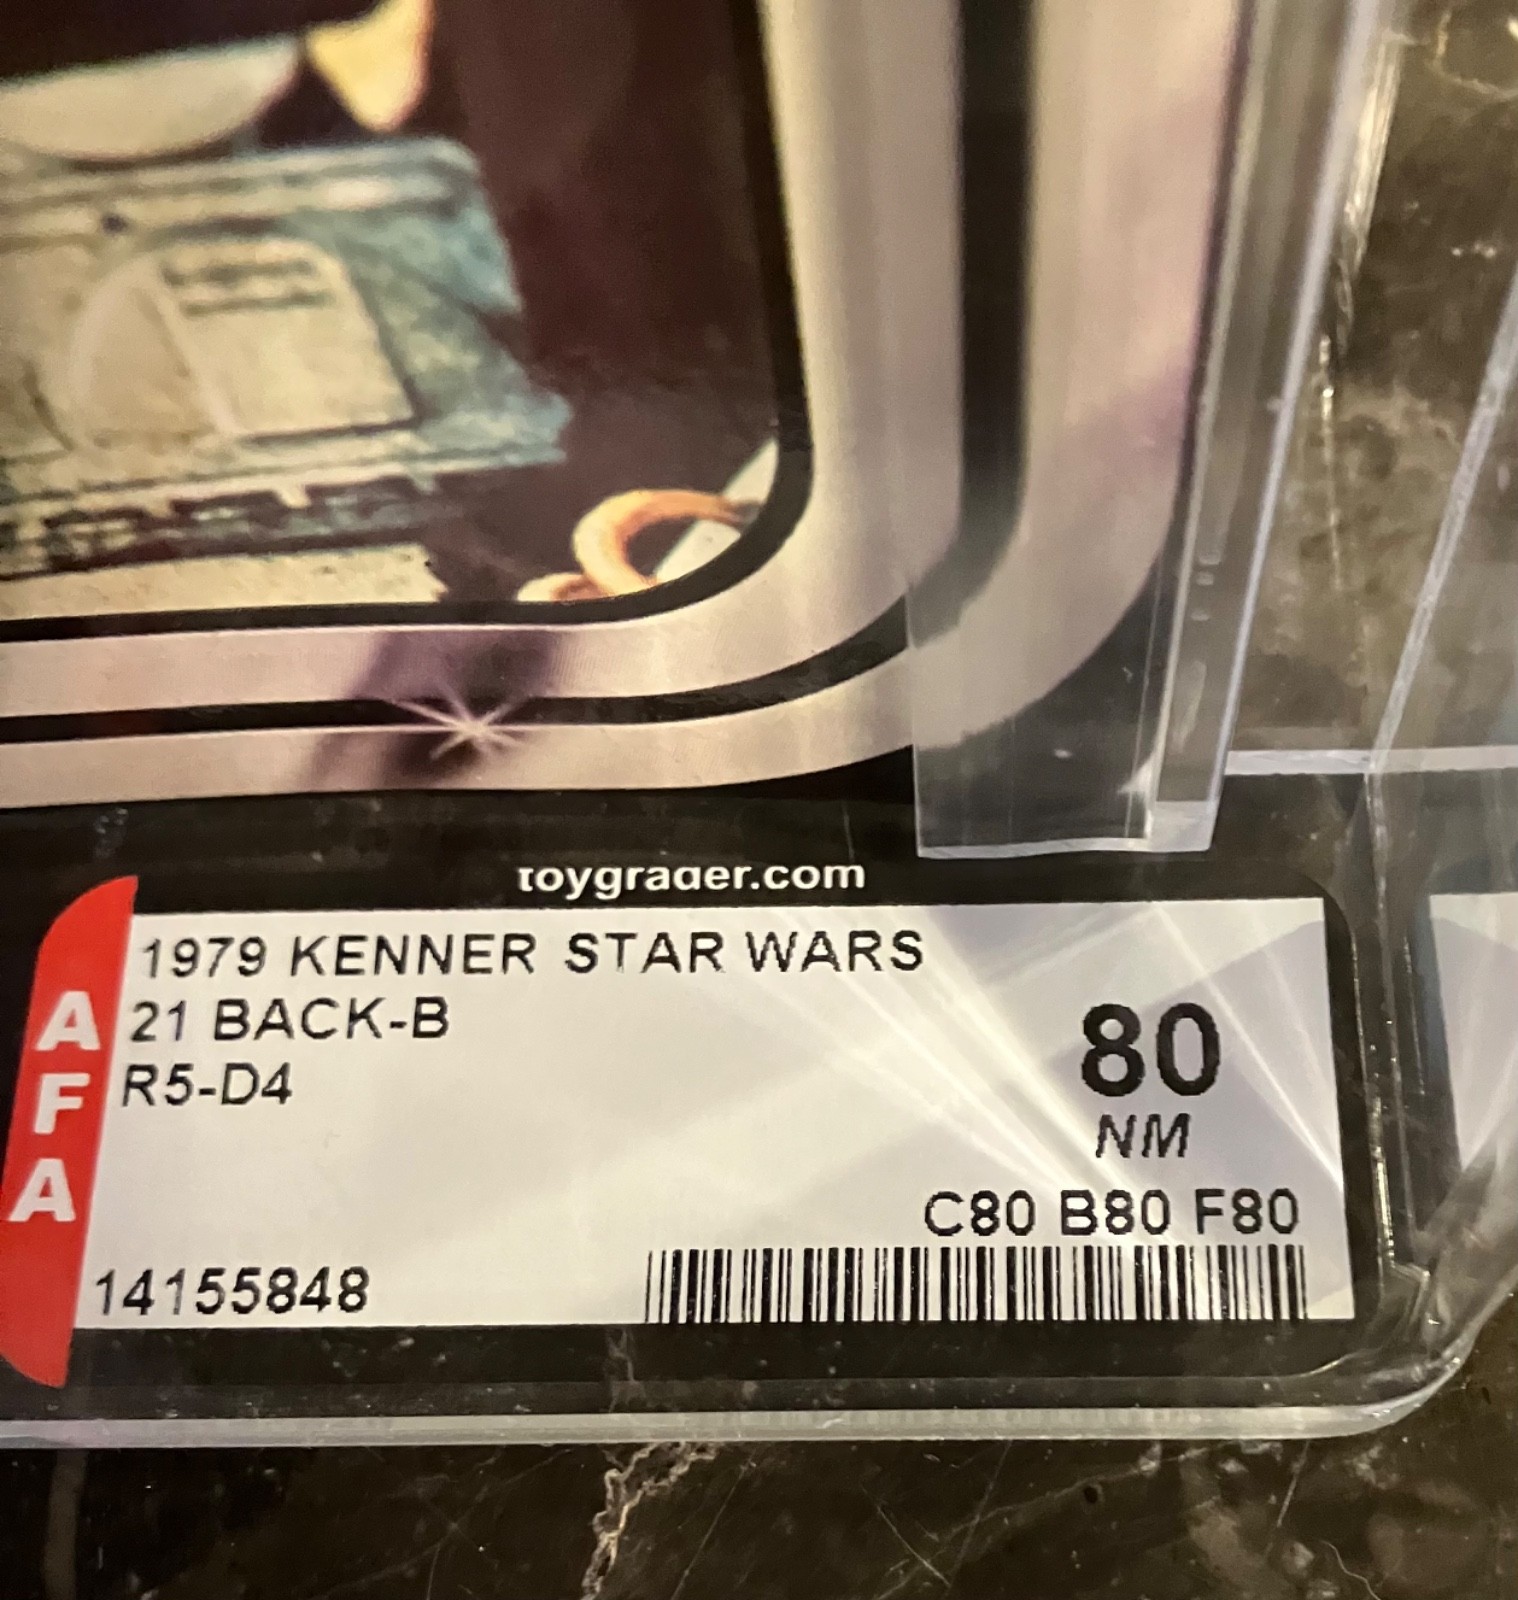 toygrader.com
AFA
1979 KENNER STAR WARS
21 BACK-B
R5-D4
80
NM
C80 B80 F80
14155848